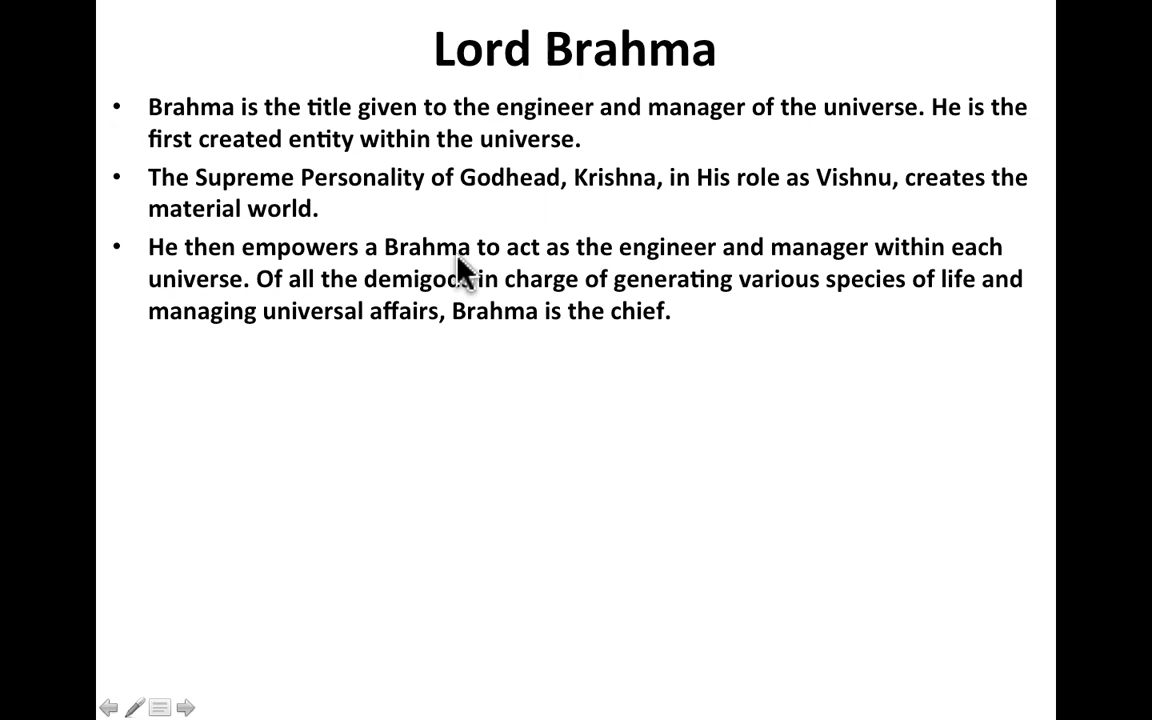 Lord Brahma
• Brahma is the title given to the engineer and manager of the universe. He is the
first created entity within the universe.
• The Supreme Personality of Godhead, Krishna, in His role as Vishnu, creates the
material world.
• He then empowers a Brahma to act as the engineer and manager within each
universe. Of all the in charge of generating various species of life and
managing universal affairs, Brahma is the chief.